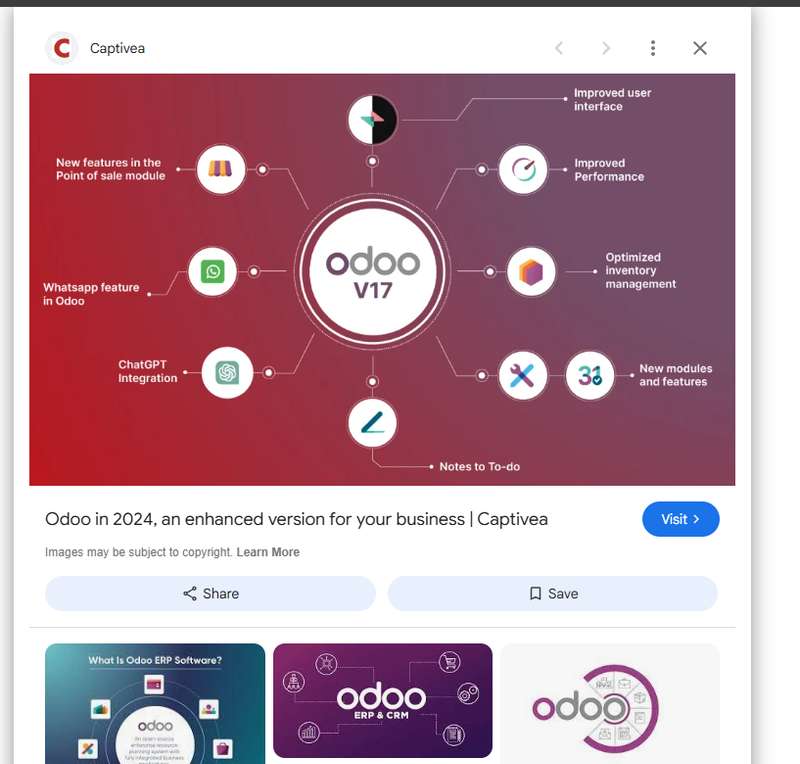 Captivea
Improved user
interface
New features in the
Point of sale module
Improved
Performance
odoo
V17
Optimized
inventory
management
Whatsapp feature
in Odoo
ChatGPT
Integration
31
New modules
and features
Notes to To-do
Odoo in 2024, an enhanced version for your business | Captivea
Visit
Images may be subject to copyright. Learn More
Share
Save
What Is Odoo ERP Software?
odoo
An open-source
enterprise resource
planning system with
fully integrated business
odoo
ERP & CRM
odoo